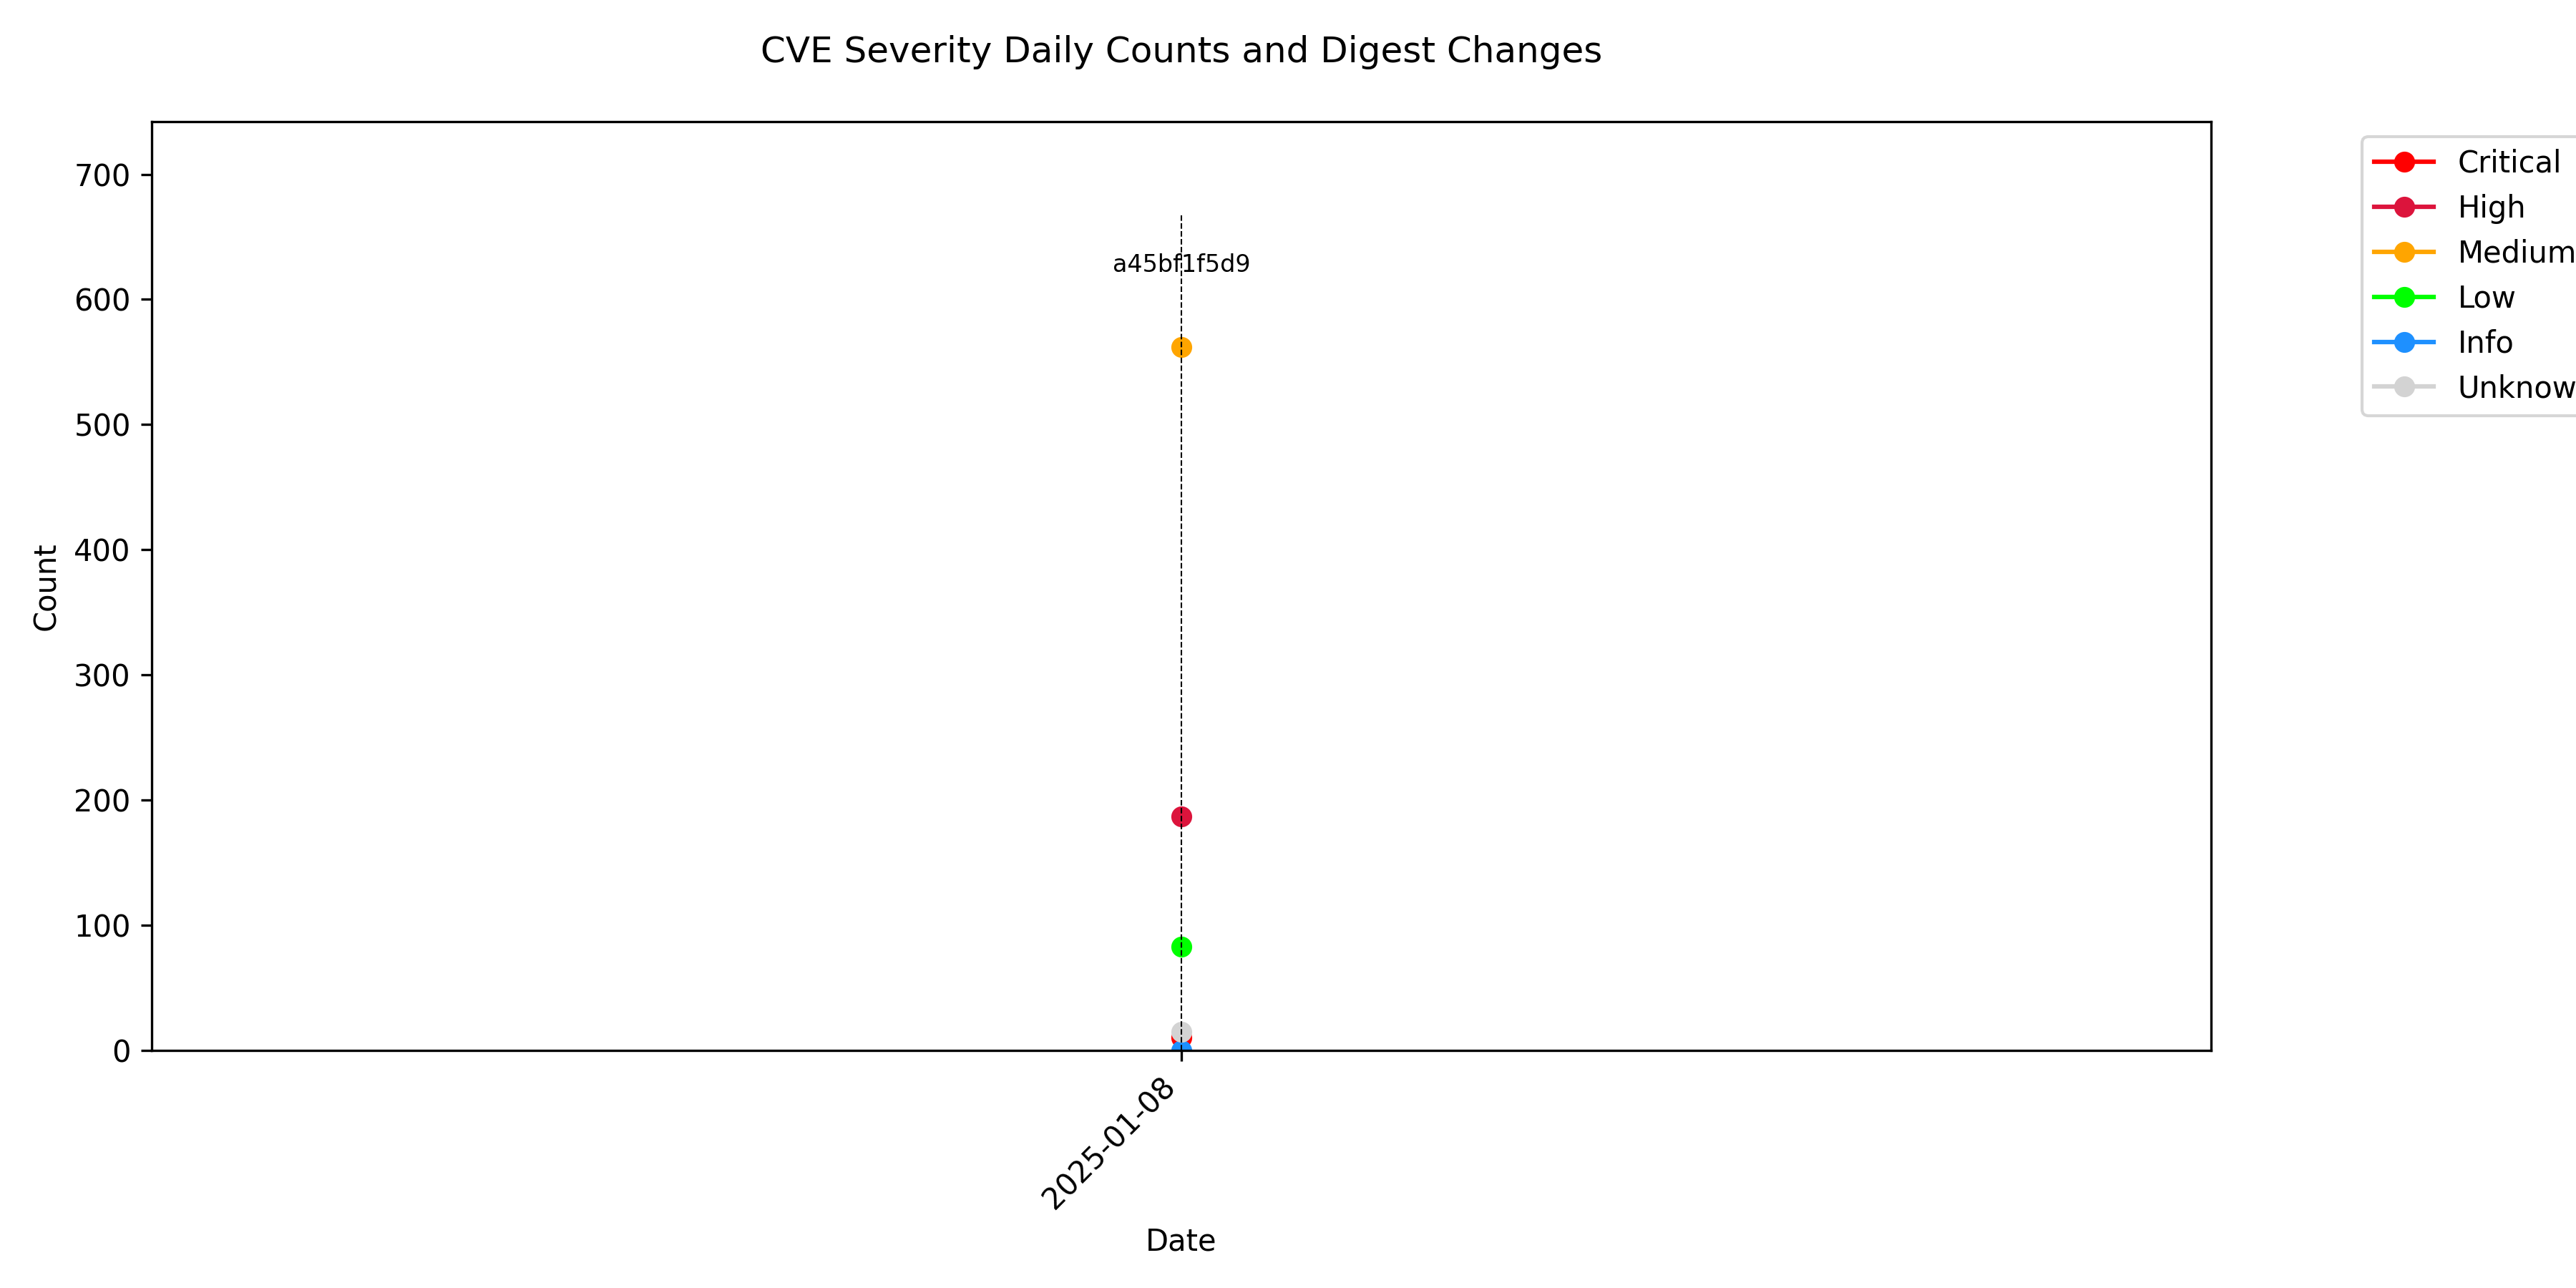 CVE Severity Daily Counts and Digest Changes
700
600
500
400
300
200
100
0
Count
a45bf1f5d9
2025-01-08
Date
Critical
High
Medium
Low
Info
Unknow